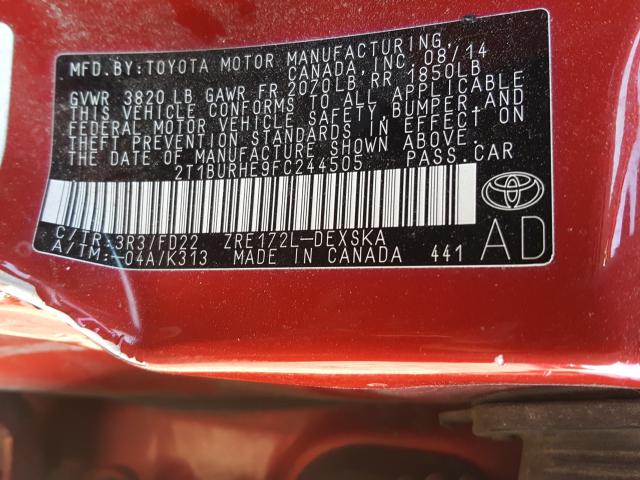 MFD.BY:TOYOTA MOTOR MANUFACTURING,
CANADA, INC. 08/14
GVWR 3820 LB GAWR FR 2070LB RR 1850LB
THIS VEHICLE CONFORMS TO ALL APPLICABLE
FEDERAL MOTOR VEHICLE SAFETY,BUMPER,AND
THEFT PREVENTION STANDARDS IN EFFECT ON
THE DATE OF MANUFACTURE SHOWN ABOVE.
2T1BURHE9FC244505 PASS.CAR
C/TR:3R3/FD22 ZRE172L-DEXSKA
A/TM:-04A/K313 MADE IN CANADA 441
AD